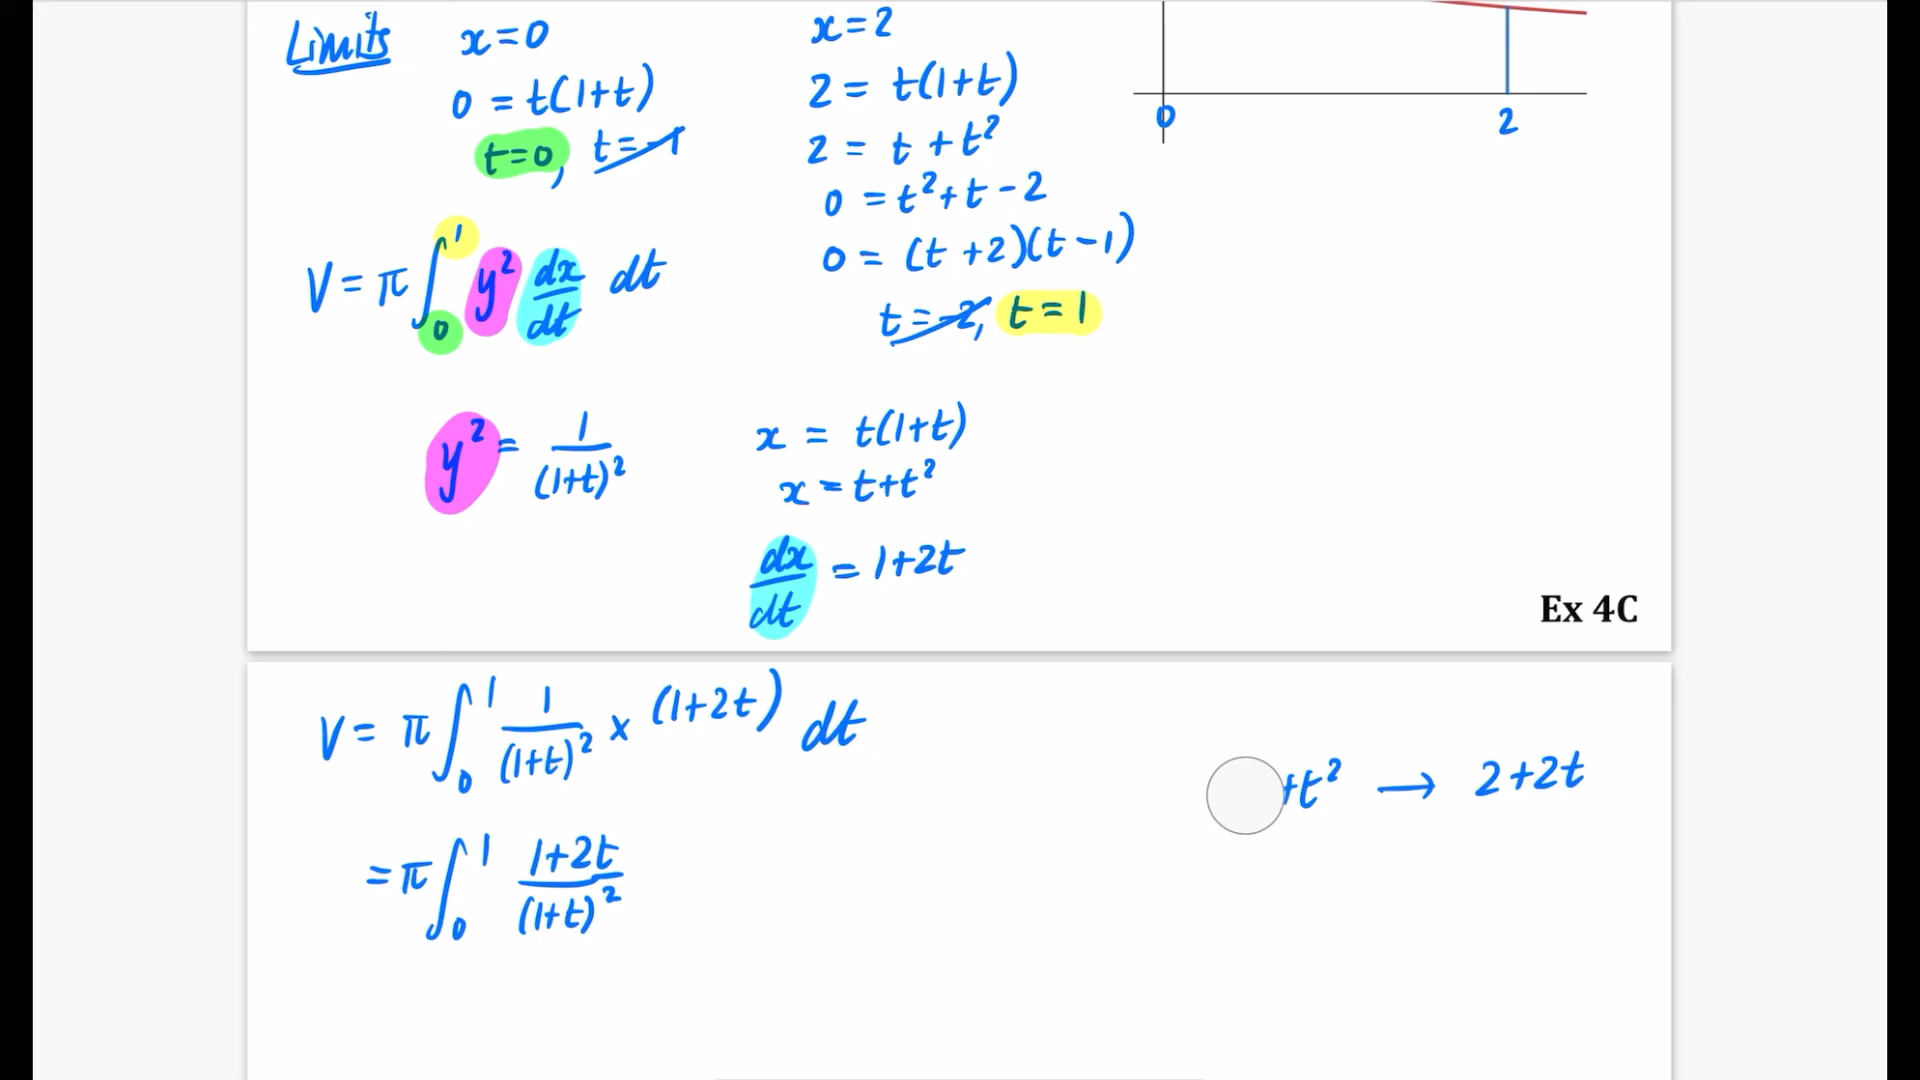 Limits x=0 x=2
0 = t(1+t) 2 = t(1+t)
t=0, t=-1 2 = t + t²
0 = t²+t-2
0 = (t+2)(t-1)
t=-2, t=1
0 2
V = π∫₀¹ y² dx/dt dt
y² = 1/(1+t)² x = t(1+t)
x = t+t²
dx/dt = 1+2t
Ex 4C
V = π∫₀¹ 1/(1+t)² × (1+2t) dt
+t² → 2+2t
= π∫₀¹ (1+2t)/(1+t)²